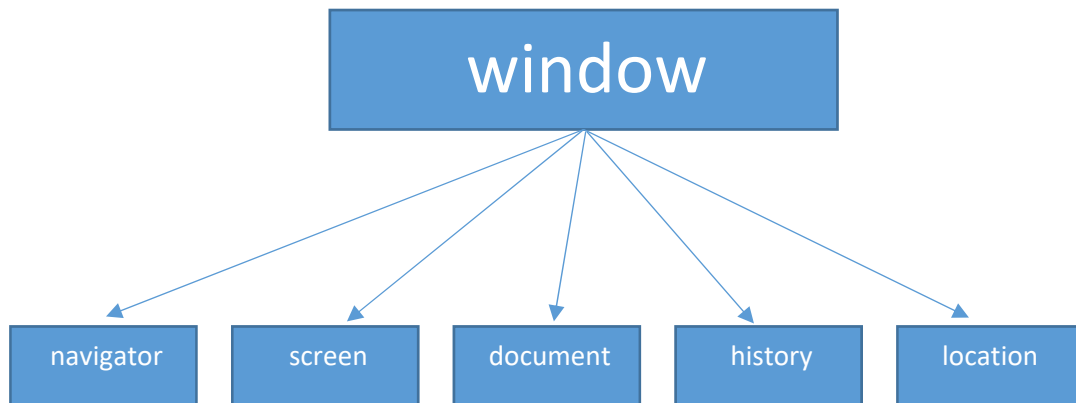 window
navigator
screen
document
history
location